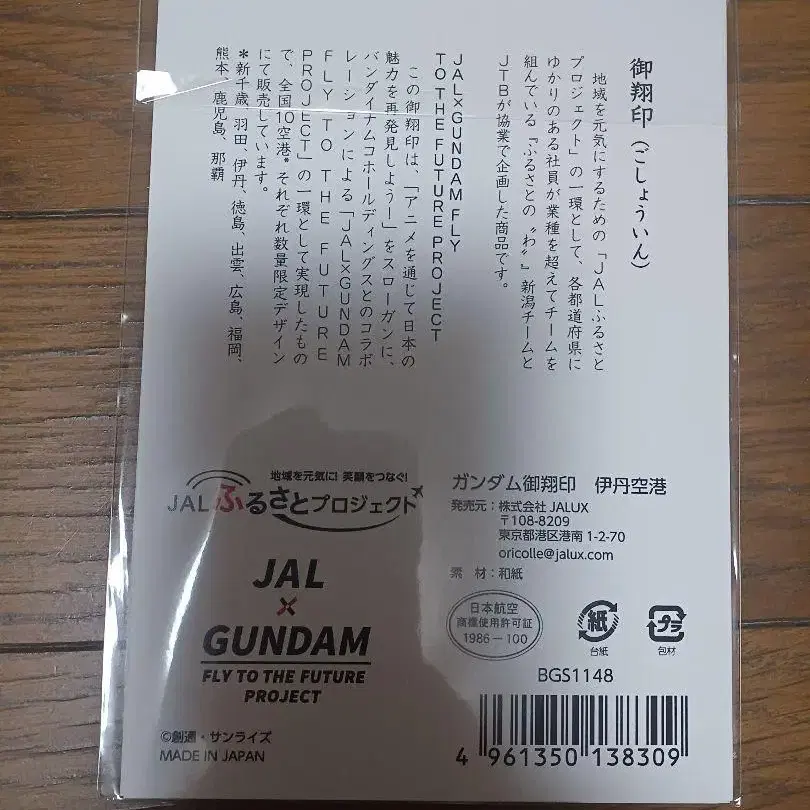 御翔印（ごしょういん）
地域を元気にするための「JALふるさと
プロジェクト」の一環として、各都道府県に
ゆかりのある社員が業種を超えてチームを
組んでいる「ふるさとの〝わ〟」新潟チームと
JTBが協業で企画した商品です。
JAL×GUNDAM FLY
TO THE FUTURE PROJECT
この御翔印は、「アニメを通じて日本の
魅力を再発見しよう!」をスローガンに、
バンダイナムコホールディングスとのコラボ
レーションによる「JAL×GUNDAM
FLY TO THE FUTURE
PROJECT」の一環として実現したもの
で、全国10空港＊それぞれ数量限定デザイン
にて販売しています。
＊新千歳、羽田、伊丹、徳島、出雲、広島、福岡、
熊本、鹿児島、那覇
地域を元気に! 笑顔をつなぐ!
JALふるさとプロジェクト
JAL
×
GUNDAM
FLY TO THE FUTURE
PROJECT
©創通・サンライズ
MADE IN JAPAN
ガンダム御翔印 伊丹空港
発売元：株式会社 JALUX
〒108-8209
東京都港区港南 1-2-70
oricolle@jalux.com
素 材：和紙
日本航空
商標使用許可証
1986－100
紙
台紙
プラ
包材
BGS1148
4 961350 138309